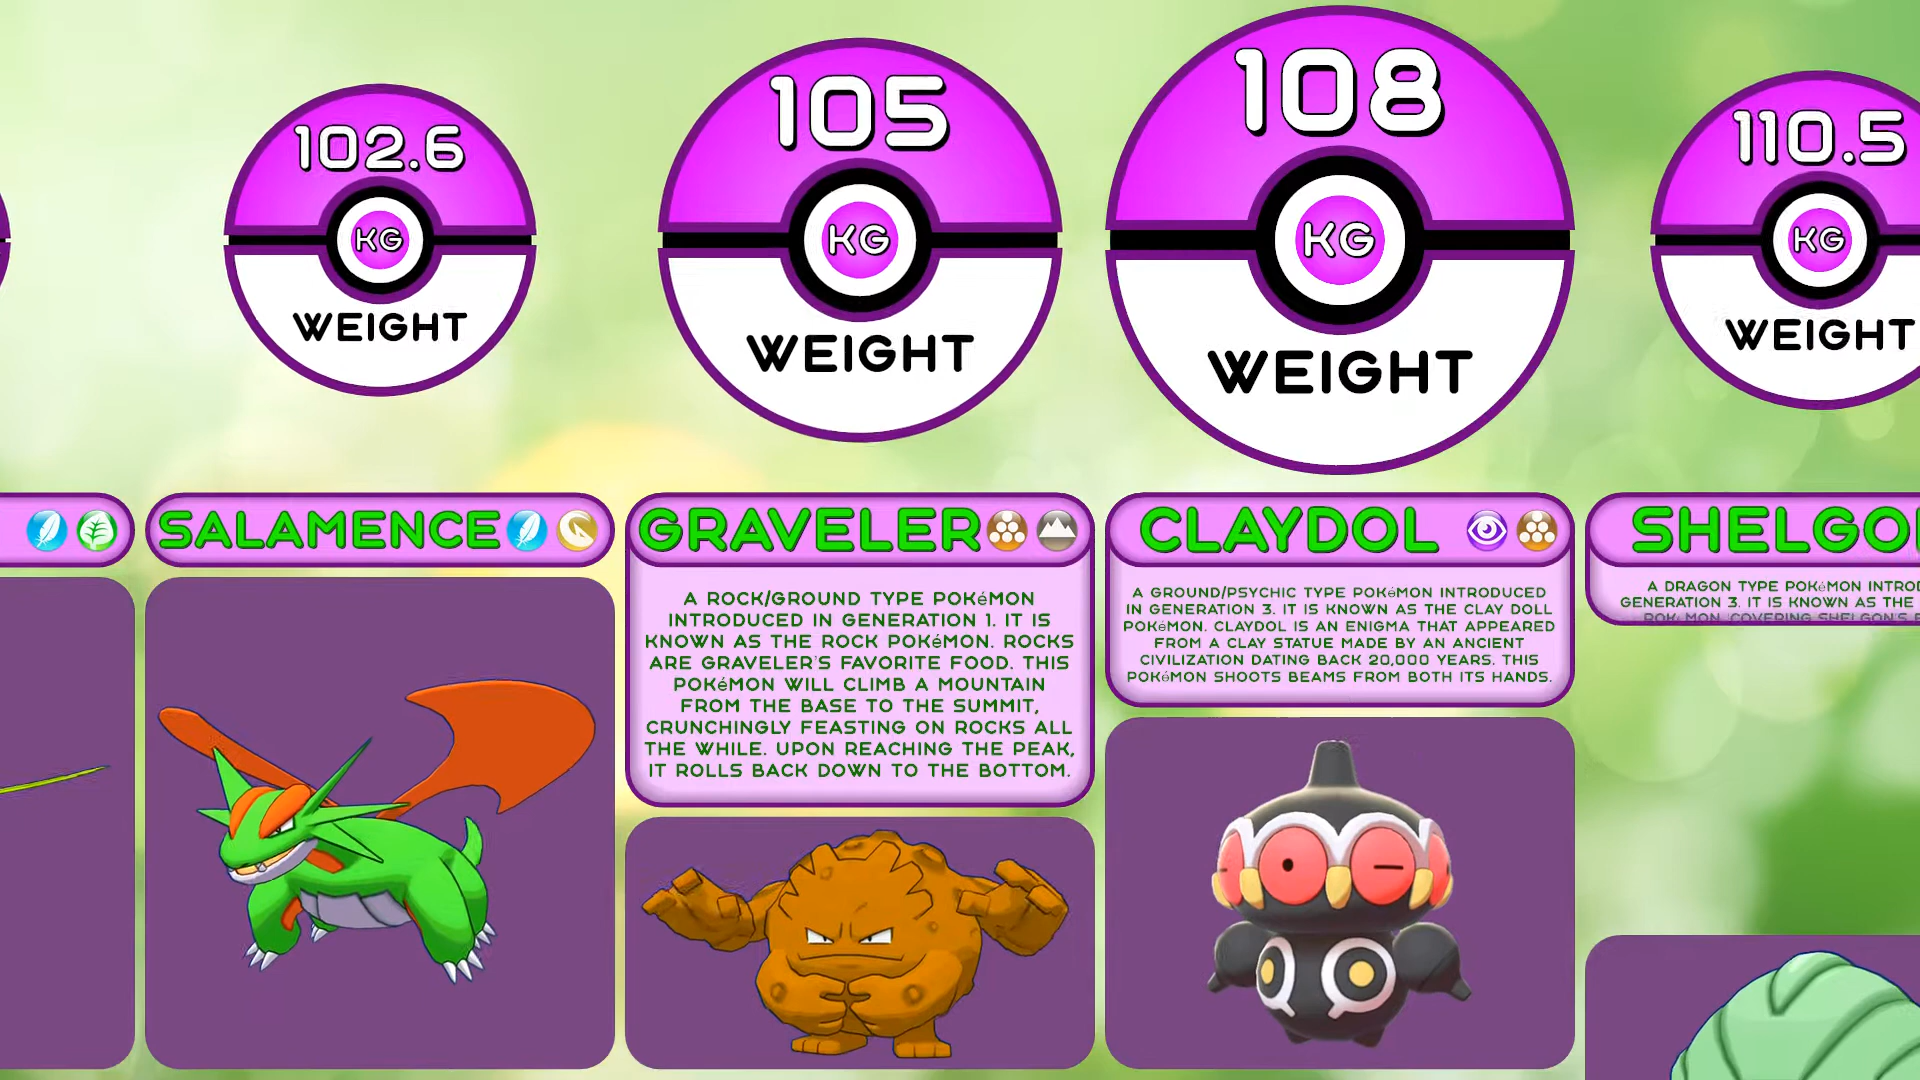 102.6
KG
WEIGHT
105
KG
WEIGHT
108
KG
WEIGHT
110.5
KG
WEIGHT
SALAMENCE
GRAVELER
A ROCK/GROUND TYPE POKéMON
INTRODUCED IN GENERATION 1. IT IS
KNOWN AS THE ROCK POKéMON. ROCKS
ARE GRAVELER'S FAVORITE FOOD. THIS
POKéMON WILL CLIMB A MOUNTAIN
FROM THE BASE TO THE SUMMIT,
CRUNCHINGLY FEASTING ON ROCKS ALL
THE WHILE. UPON REACHING THE PEAK,
IT ROLLS BACK DOWN TO THE BOTTOM.
CLAYDOL
A GROUND/PSYCHIC TYPE POKéMON INTRODUCED
IN GENERATION 3. IT IS KNOWN AS THE CLAY DOLL
POKéMON. CLAYDOL IS AN ENIGMA THAT APPEARED
FROM A CLAY STATUE MADE BY AN ANCIENT
CIVILIZATION DATING BACK 20,000 YEARS. THIS
POKéMON SHOOTS BEAMS FROM BOTH ITS HANDS.
SHELGO
A DRAGON TYPE POKéMON INTRO
GENERATION 3. IT IS KNOWN AS THE
POKéMON. COVERING SHELGON'S